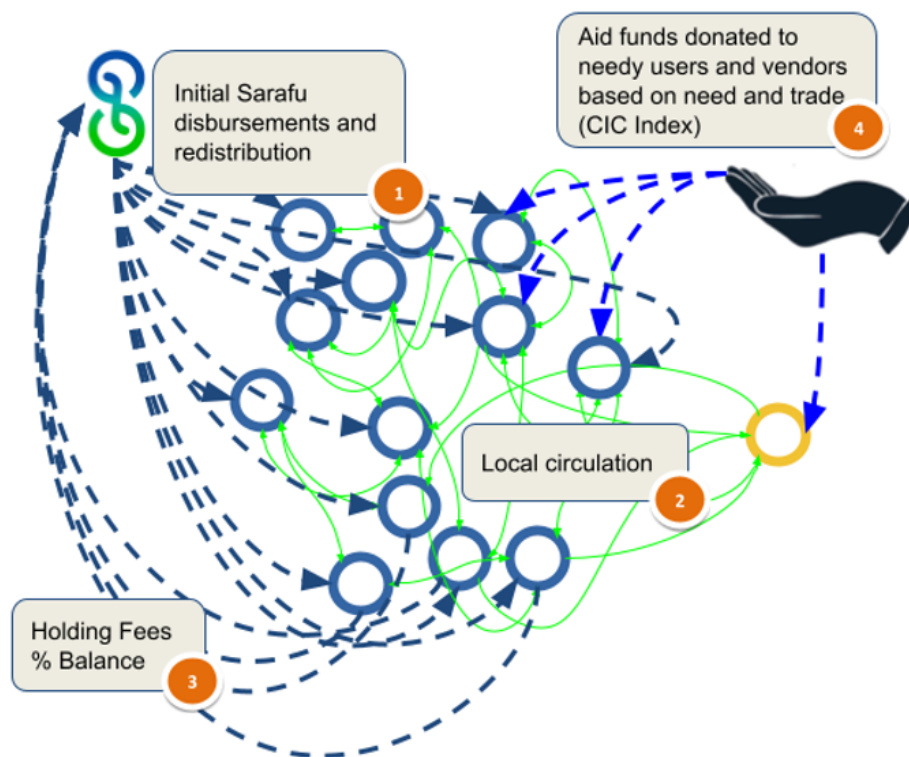 Initial Sarafu
disbursements and
redistribution
1
Aid funds donated to
needy users and vendors
based on need and trade
(CIC Index)
4
Local circulation
2
Holding Fees
% Balance
3